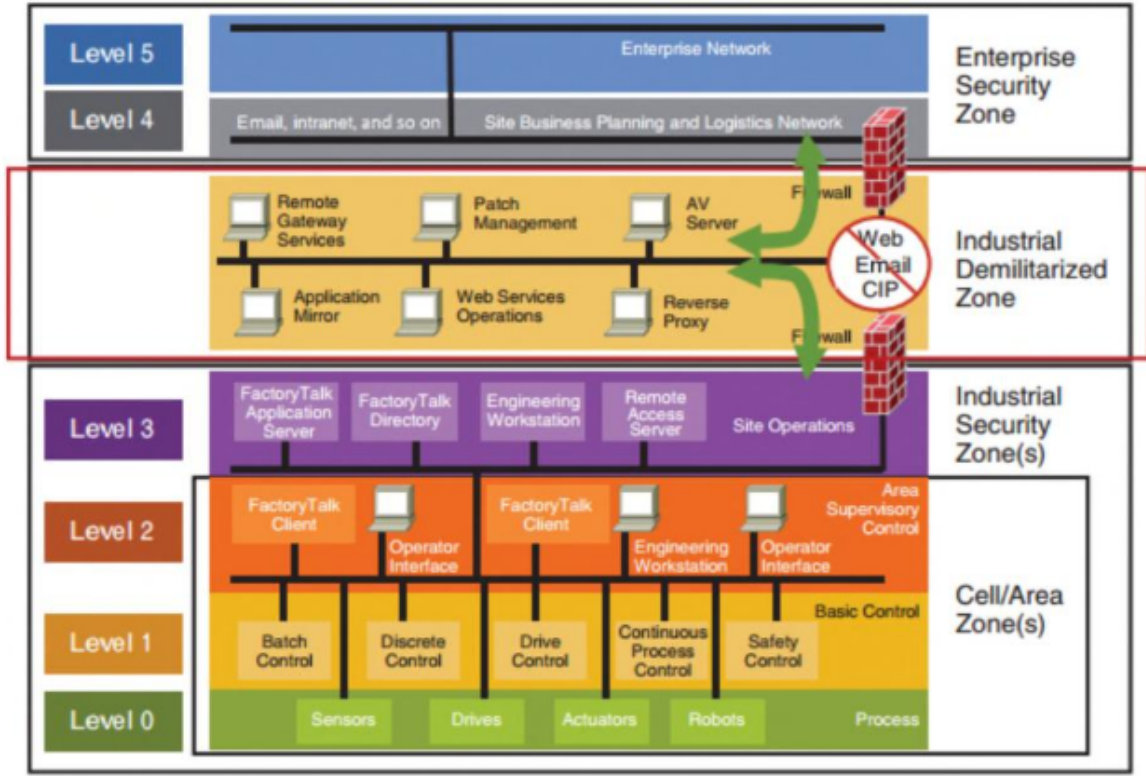 Level 5
Enterprise Network
Enterprise
Security
Zone
Level 4
Email, intranet, and so on
Site Business Planning and Logistics Network
Firewall
Remote
Gateway
Services
Patch
Management
AV
Server
Web
Email
CIP
Industrial
Demilitarized
Zone
Application
Mirror
Web Services
Operations
Reverse
Proxy
Firewall
Level 3
FactoryTalk
Application
Server
FactoryTalk
Directory
Engineering
Workstation
Remote
Access
Server
Site Operations
Industrial
Security
Zone(s)
Level 2
FactoryTalk
Client
Operator
Interface
FactoryTalk
Client
Engineering
Workstation
Operator
Interface
Area
Supervisory
Control
Cell/Area
Zone(s)
Level 1
Basic Control
Batch
Control
Discrete
Control
Drive
Control
Continuous
Process
Control
Safety
Control
Level 0
Sensors
Drives
Actuators
Robots
Process